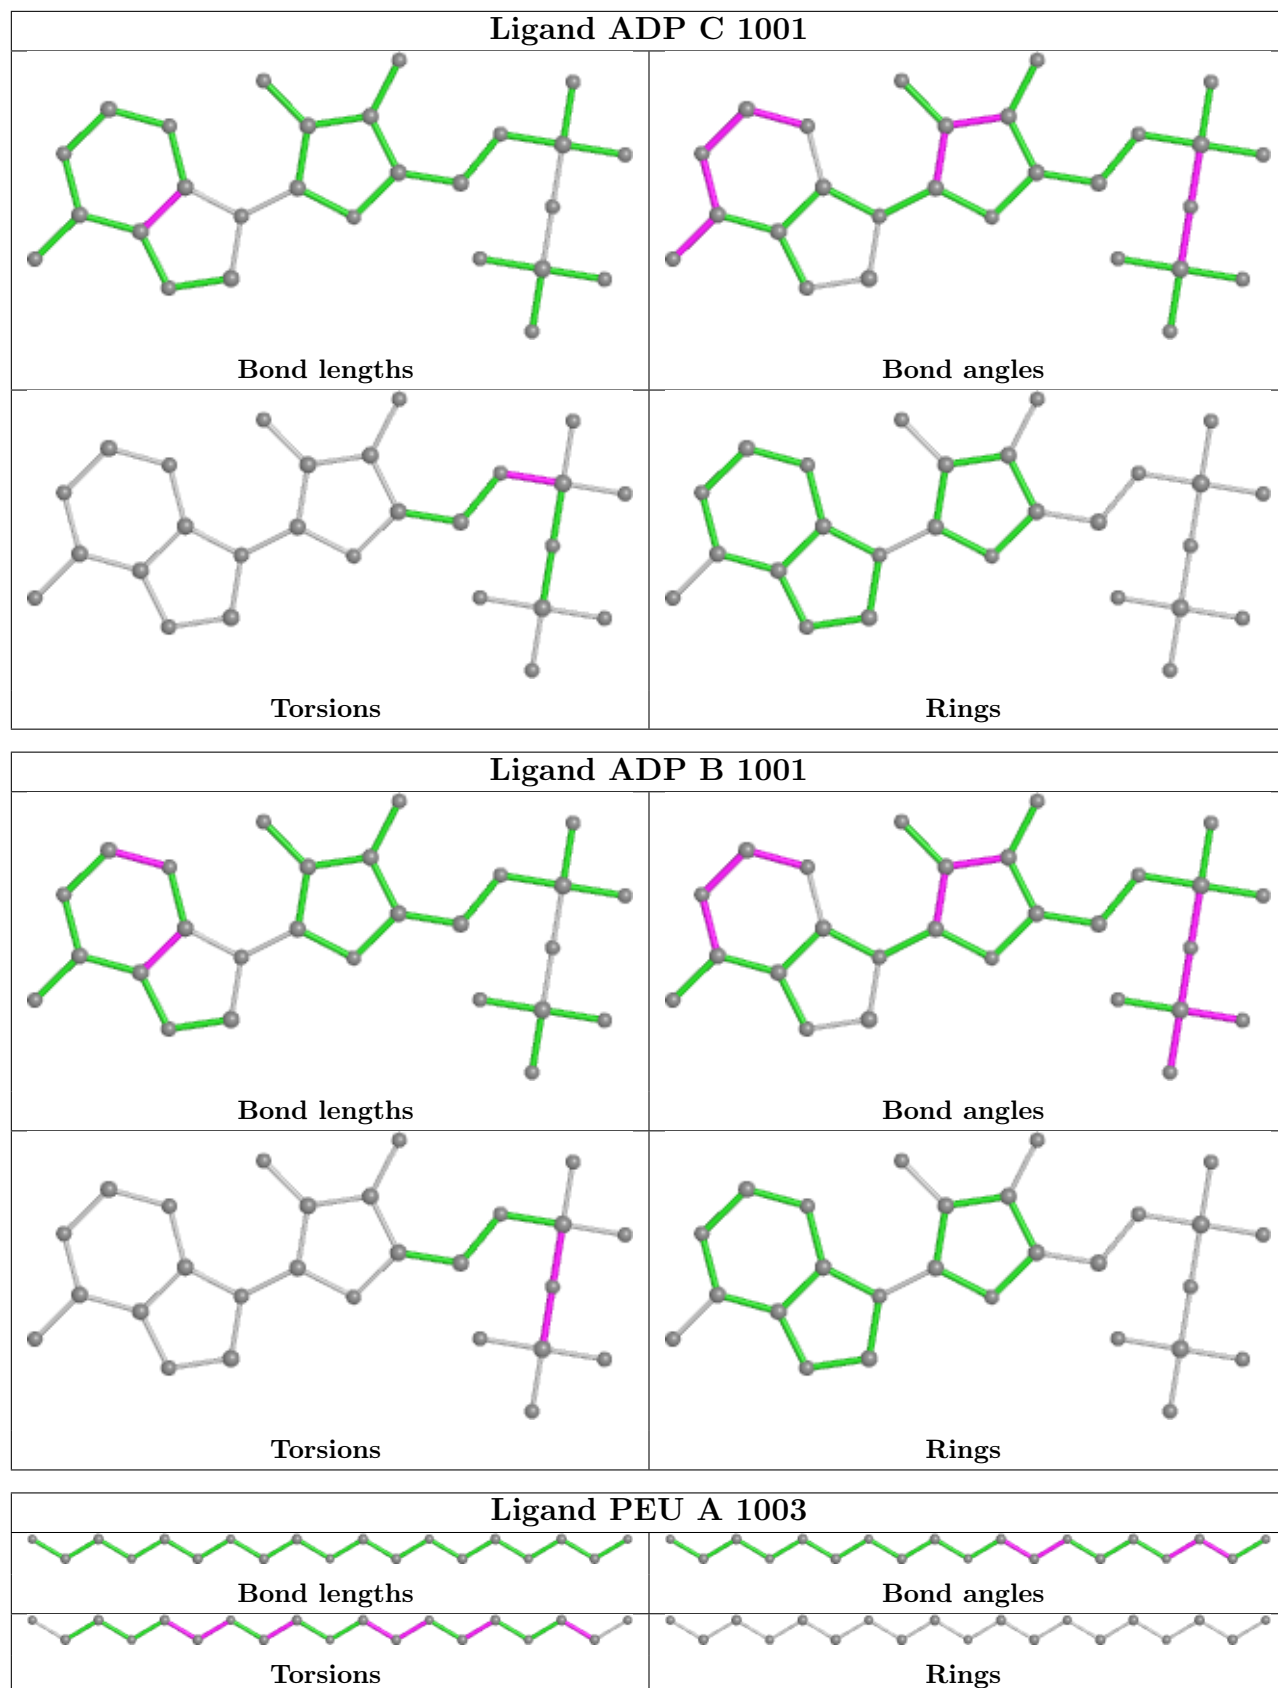 Ligand ADP C 1001
Bond lengths
Bond angles
Torsions
Rings
Ligand ADP B 1001
Bond lengths
Bond angles
Torsions
Rings
Ligand PEU A 1003
Bond lengths
Bond angles
Torsions
Rings